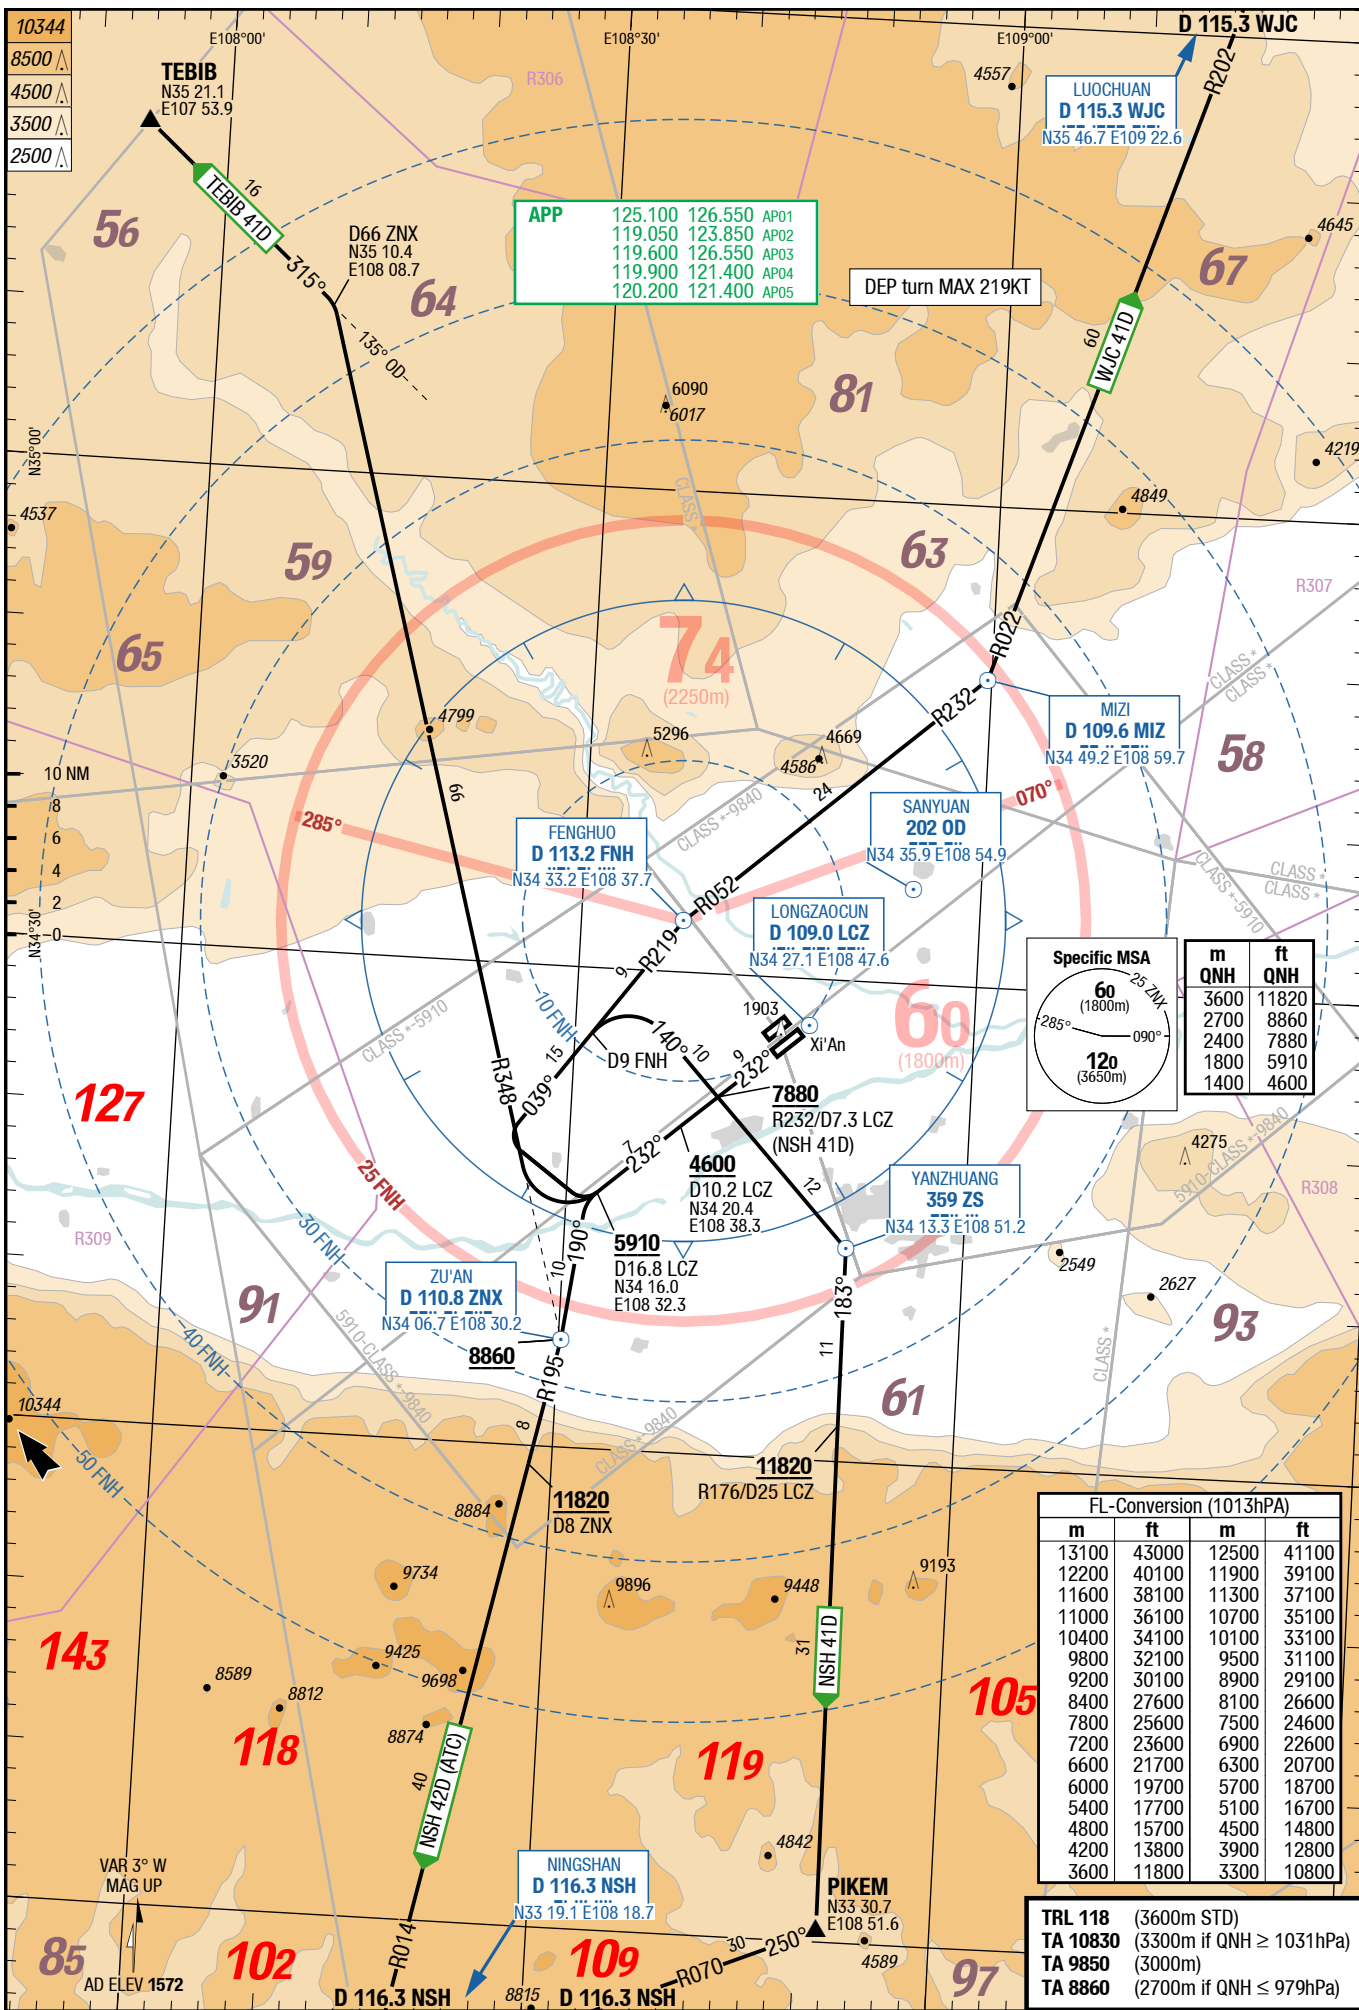 10344
8500
4500
3500
2500
E108°00'
E108°30'
E109°00'
D 115.3 WJC
TEBIB
N35 21.1
E107 53.9
R306
4557
LUOCHUAN
D 115.3 WJC
N35 46.7 E109 22.6
R202
16
TEBIB 41D
315°
D66 ZNX
N35 10.4
E108 08.7
135° OD
56
64
APP 125.100 126.550 AP01
119.050 123.850 AP02
119.600 126.550 AP03
119.900 121.400 AP04
120.200 121.400 AP05
DEP turn MAX 219KT
4645
67
60
WJC 41D
81
6090
6017
N35°00'
4219
CLASS *
4849
4537
59
63
R307
65
74
(2250m)
R022
CLASS *
CLASS *
4799
5296
4669
4586
R232
MIZI
D 109.6 MIZ
N34 49.2 E108 59.7
58
3520
10 NM
8
6
4
2
0
N34°30'
66
24
CLASS *-9840
070°
285°
FENGHUO
D 113.2 FNH
N34 33.2 E108 37.7
SANYUAN
202 OD
N34 35.9 E108 54.9
CLASS *
CLASS *
CLASS *-5910
R052
R219
9
LONGZAOCUN
D 109.0 LCZ
N34 27.1 E108 47.6
Specific MSA
60
(1800m)
25 ZNX
285°
090°
120
(3650m)
m ft
QNH QNH
3600 11820
2700 8860
2400 7880
1800 5910
1400 4600
10 FNH
CLASS *-5910
15
140°
10
D9 FNH
1903
Xi'An
60
(1800m)
9
232°
R348
039°
127
7880
R232/D7.3 LCZ
(NSH 41D)
7
232°
4600
D10.2 LCZ
N34 20.4
E108 38.3
12
4275
5910-CLASS *-9840
25 FNH
YANZHUANG
359 ZS
N34 13.3 E108 51.2
R308
R309
30 FNH
190°
10
5910
D16.8 LCZ
N34 16.0
E108 32.3
2549
2627
ZU'AN
D 110.8 ZNX
N34 06.7 E108 30.2
183°
91
93
5910-CLASS *-9840
40 FNH
8860
R195
11
CLASS *
61
10344
8
CLASS *-9840
50 FNH
11820
R176/D25 LCZ
8884
11820
D8 ZNX
FL-Conversion (1013hPA)
m ft m ft
13100 43000 12500 41100
12200 40100 11900 39100
11600 38100 11300 37100
11000 36100 10700 35100
10400 34100 10100 33100
9800 32100 9500 31100
9200 30100 8900 29100
8400 27600 8100 26600
7800 25600 7500 24600
7200 23600 6900 22600
6600 21700 6300 20700
6000 19700 5700 18700
5400 17700 5100 16700
4800 15700 4500 14800
4200 13800 3900 12800
3600 11800 3300 10800
9734
9896
9448
9193
143
9425
9698
31
NSH 41D
8589
8812
105
118
8874
119
40
NSH 42D (ATC)
4842
VAR 3° W
MAG UP
NINGSHAN
D 116.3 NSH
N33 19.1 E108 18.7
PIKEM
N33 30.7
E108 51.6
TRL 118 (3600m STD)
TA 10830 (3300m if QNH ≥ 1031hPa)
TA 9850 (3000m)
TA 8860 (2700m if QNH ≤ 979hPa)
R014
30
250°
4589
85
102
109
R070
97
AD ELEV 1572
D 116.3 NSH
8815
D 116.3 NSH